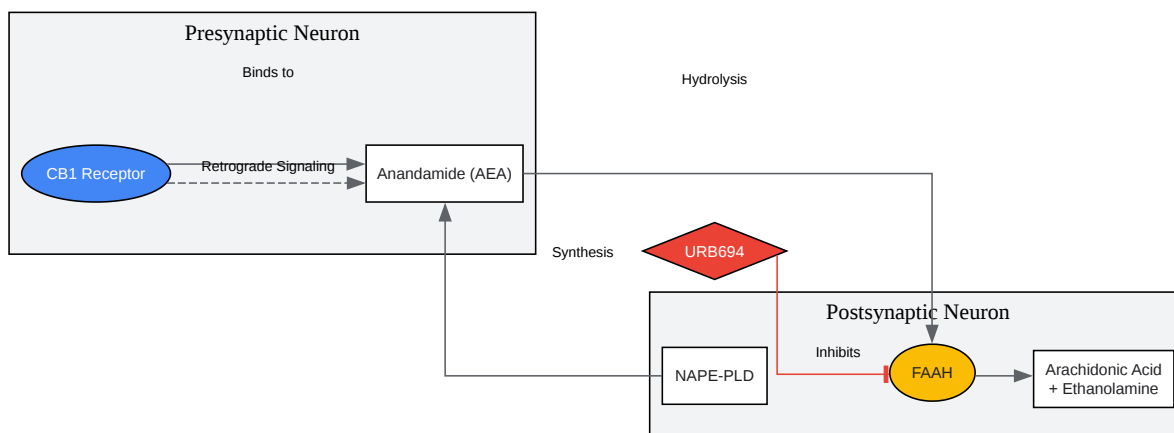 Presynaptic Neuron
Binds to
Hydrolysis
CB1 Receptor
Retrograde Signaling
Anandamide (AEA)
Synthesis
URB694
Postsynaptic Neuron
Inhibits
NAPE-PLD
FAAH
Arachidonic Acid
+ Ethanolamine